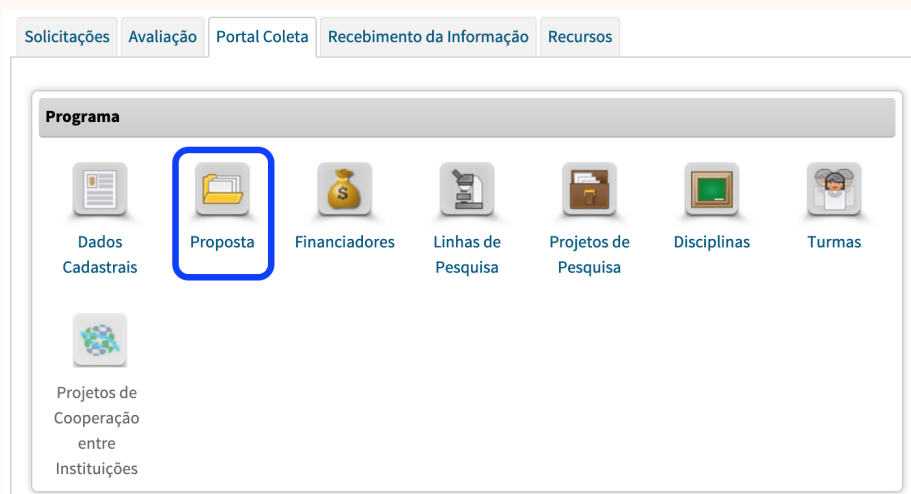 Solicitações Avaliação Portal Coleta Recebimento da Informação Recursos
Programa
Dados Cadastrais
Proposta
Financiadores
Linhas de Pesquisa
Projetos de Pesquisa
Disciplinas
Turmas
Projetos de
Cooperação
entre
Instituições